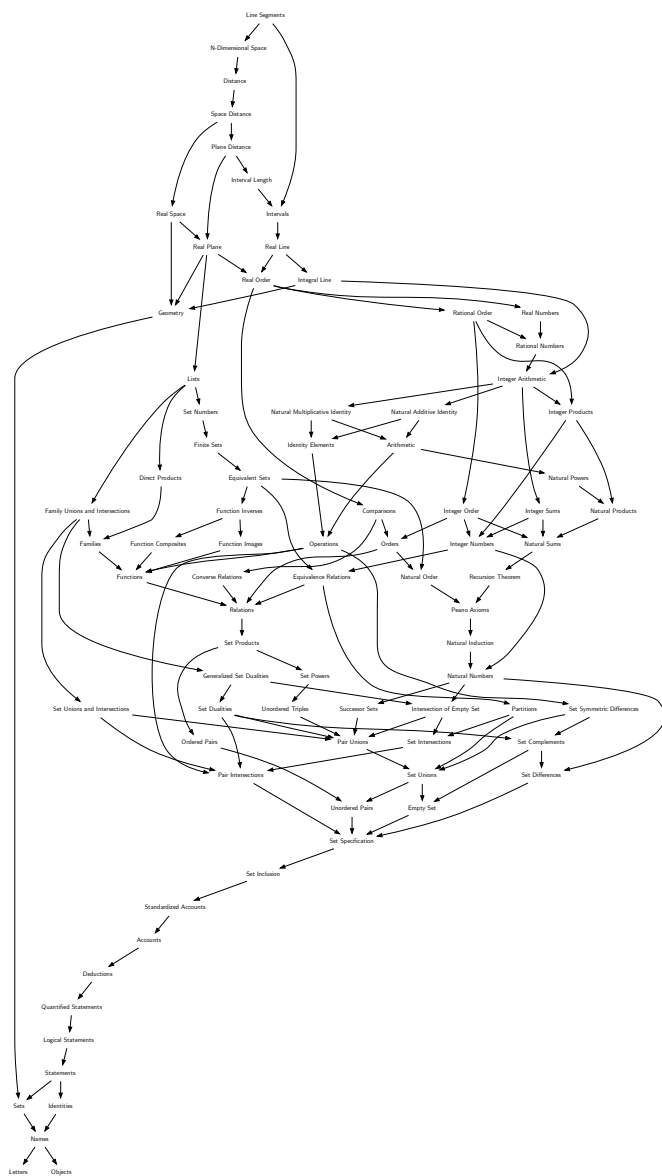 Line Segments
N-Dimensional Space
Distance
Space Distance
Plane Distance
Interval Length
Real Space
Intervals
Real Plane
Real Line
Real Order
Integral Line
Geometry
Rational Order
Real Numbers
Rational Numbers
Lists
Integer Arithmetic
Set Numbers
Natural Multiplicative Identity
Natural Additive Identity
Integer Products
Finite Sets
Identity Elements
Arithmetic
Direct Products
Equivalent Sets
Natural Powers
Family Unions and Intersections
Function Inverses
Comparisons
Integer Order
Integer Sums
Natural Products
Families
Function Composites
Function Images
Operations
Orders
Integer Numbers
Natural Sums
Functions
Converse Relations
Equivalence Relations
Natural Order
Recursion Theorem
Relations
Peano Axioms
Set Products
Natural Induction
Generalized Set Dualities
Set Powers
Natural Numbers
Set Unions and Intersections
Set Dualities
Unordered Triples
Successor Sets
Intersection of Empty Set
Partitions
Set Symmetric Differences
Ordered Pairs
Pair Unions
Set Intersections
Set Complements
Pair Intersections
Set Unions
Set Differences
Unordered Pairs
Empty Set
Set Specification
Set Inclusion
Standardized Accounts
Accounts
Deductions
Quantified Statements
Logical Statements
Statements
Sets
Identities
Names
Letters
Objects